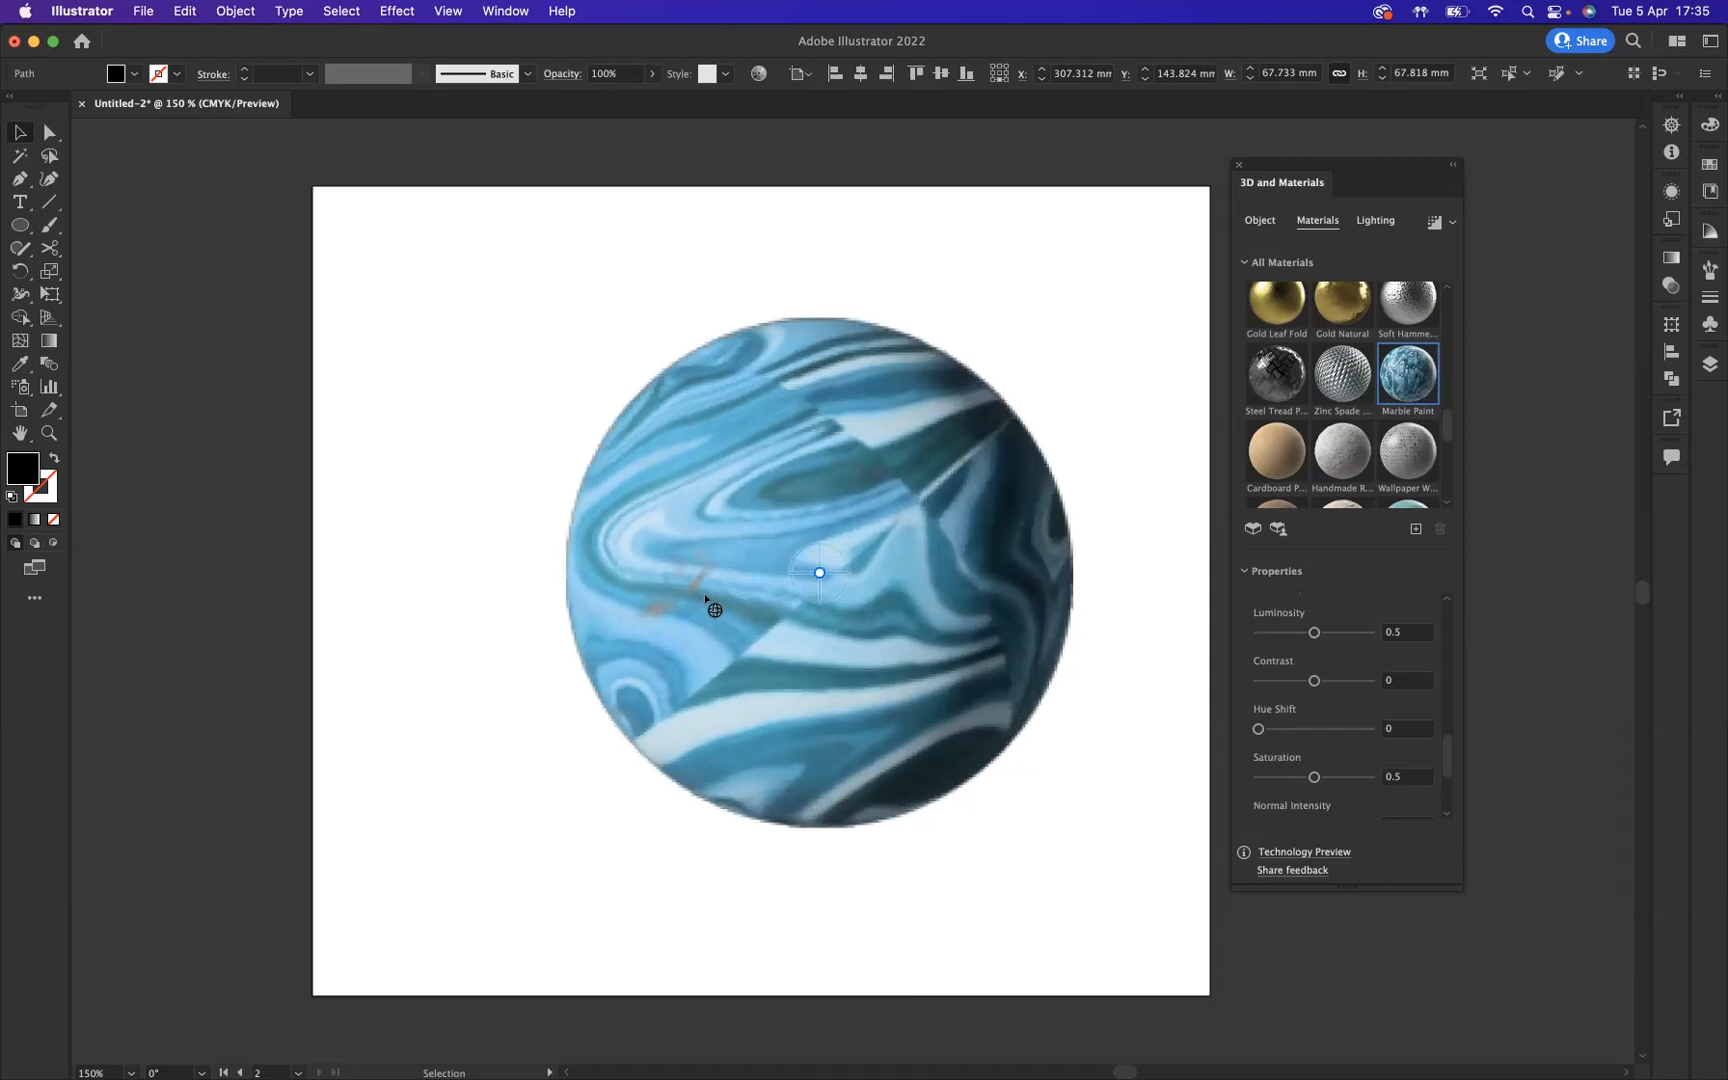 Illustrator File Edit Object Type Select Effect View Window Help Tue 5 Apr 17:35
Adobe Illustrator 2022 Share
Path Stroke: Basic Opacity: 100% Style: X: 307.312 mm Y: 143.824 mm W: 67.733 mm H: 67.818 mm
Untitled-2* @ 150 % (CMYK/Preview)
3D and Materials
Object Materials Lighting
All Materials
Gold Leaf Fold Gold Natural Soft Hamme...
Steel Tread P... Zinc Spade ... Marble Paint
Cardboard P... Handmade R... Wallpaper W...
Properties
Luminosity
0.5
Contrast
0
Hue Shift
0
Saturation
0.5
Normal Intensity
Technology Preview
Share feedback
150% 0° 2 Selection